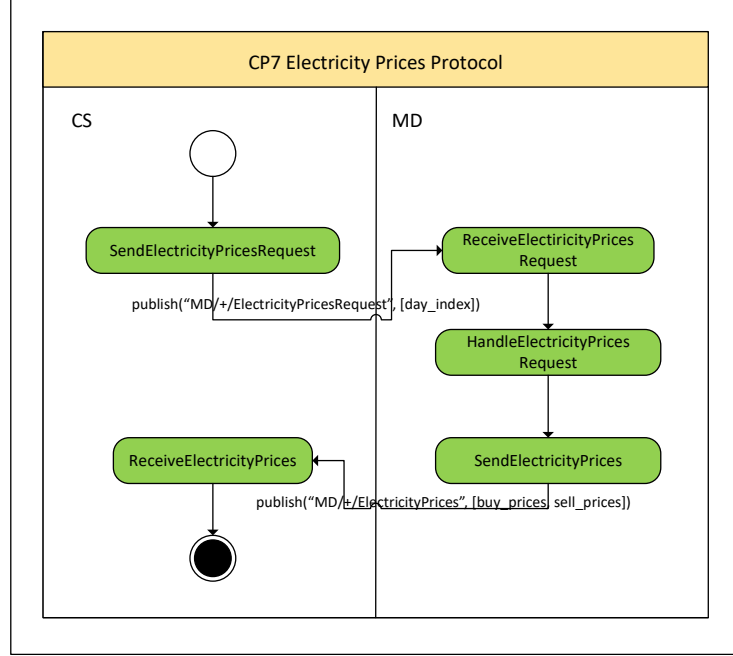 CP7 Electricity Prices Protocol
CS
MD
SendElectricityPricesRequest
ReceiveElectiricityPrices
Request
publish(“MD/+/ElectricityPricesRequest”, [day_index])
HandleElectricityPrices
Request
ReceiveElectricityPrices
SendElectricityPrices
publish(“MD/+/ElectricityPrices”, [buy_prices, sell_prices])